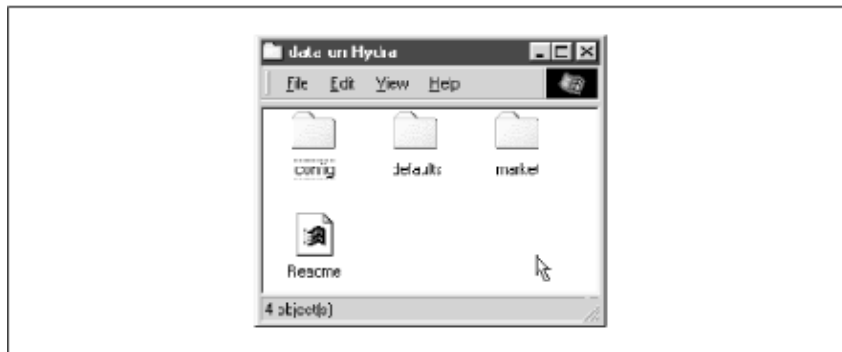 data on Hydra
File Edit View Help
config defaults market
Readme
4 object(s)